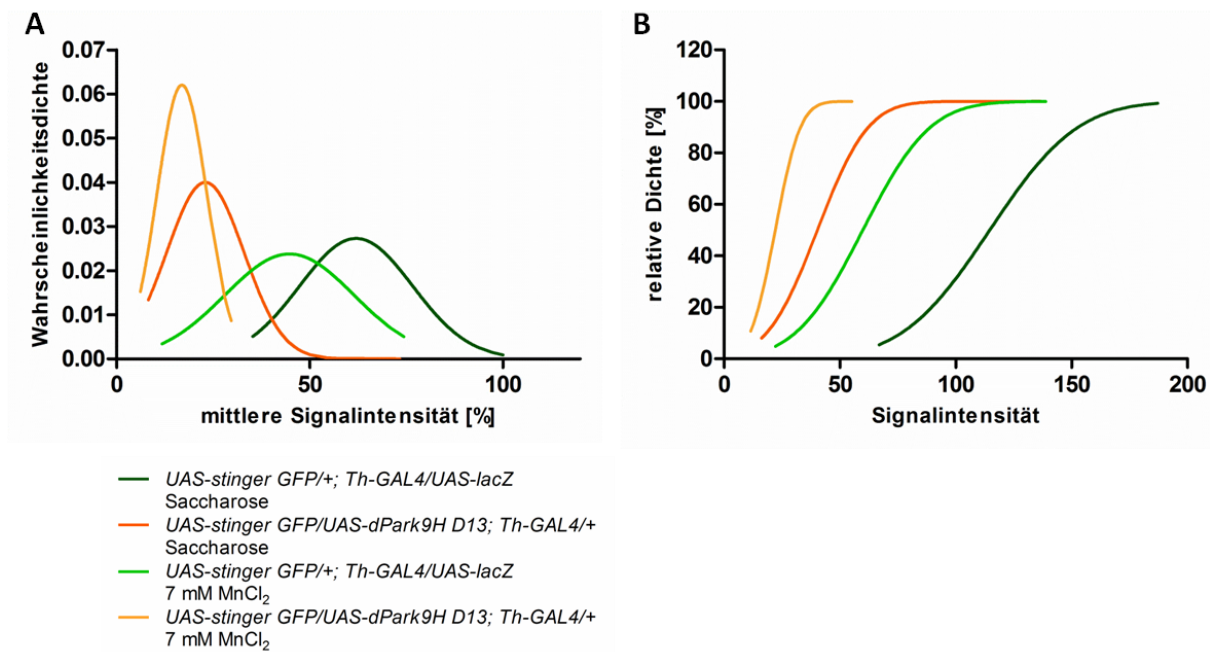 A
Wahrscheinlichkeitsdichte
0.07
0.06
0.05
0.04
0.03
0.02
0.01
0.00
0
50
100
mittlere Signalintensität [%]
B
relative Dichte [%]
120
100
80
60
40
20
0
0
50
100
150
200
Signalintensität
UAS-stinger GFP/+; Th-GAL4/UAS-lacZ
Saccharose
UAS-stinger GFP/UAS-dPark9H D13; Th-GAL4/+
Saccharose
UAS-stinger GFP/+; Th-GAL4/UAS-lacZ
7 mM MnCl₂
UAS-stinger GFP/UAS-dPark9H D13; Th-GAL4/+
7 mM MnCl₂